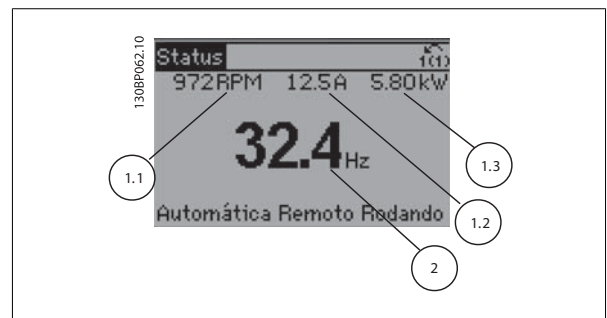 130BP062.10
Status 1(1)
972RPM 12.5A 5.80kW
1.1
1.3
32.4Hz
1.2
Automática Remoto Rodando
2